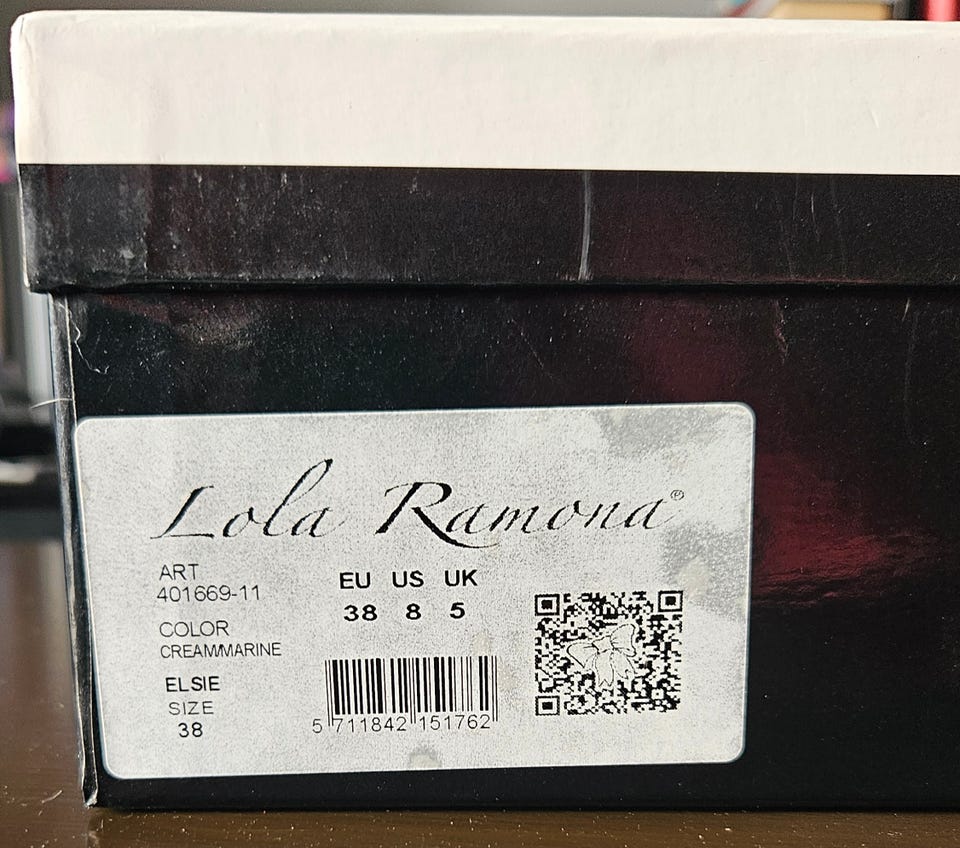 Lola Ramona®
ART
401669-11
COLOR
CREAM/MARINE
ELSIE
SIZE
38
EU US UK
38 8 5
5 711842 151762